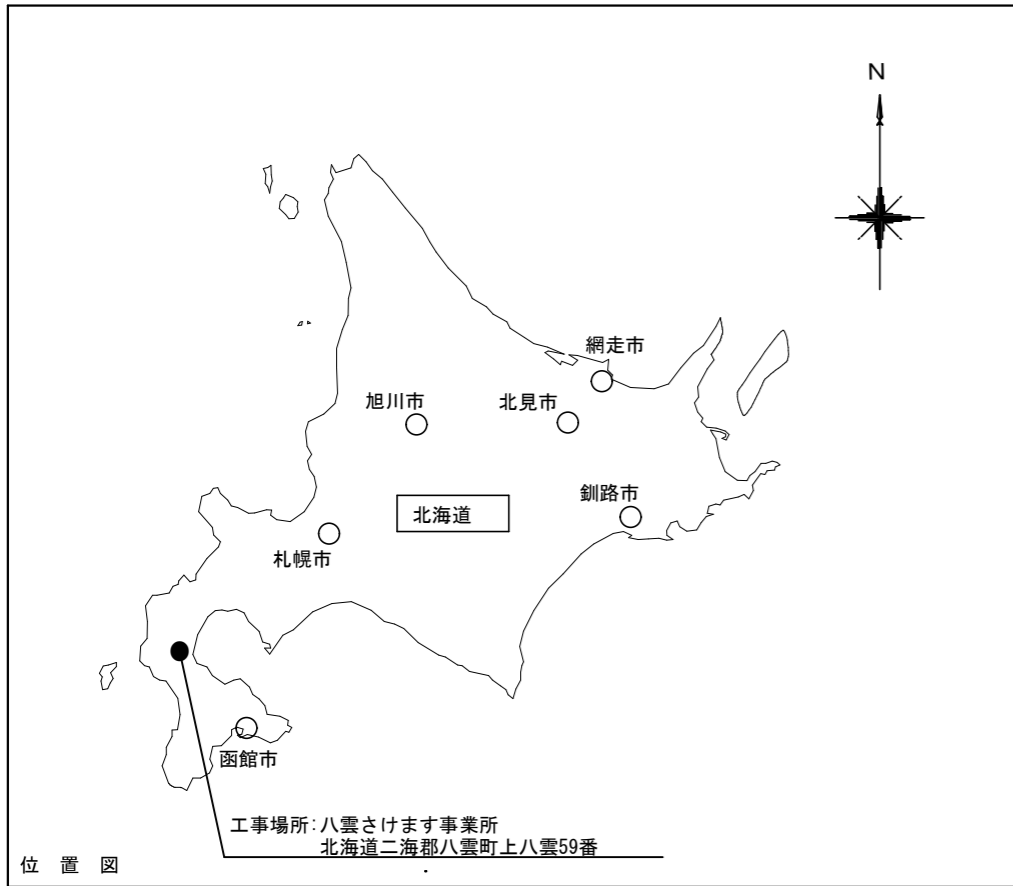 N
網走市
旭川市
北見市
釧路市
北海道
札幌市
函館市
工事場所:八雲さけます事業所
北海道二海郡八雲町上八雲59番
位 置 図